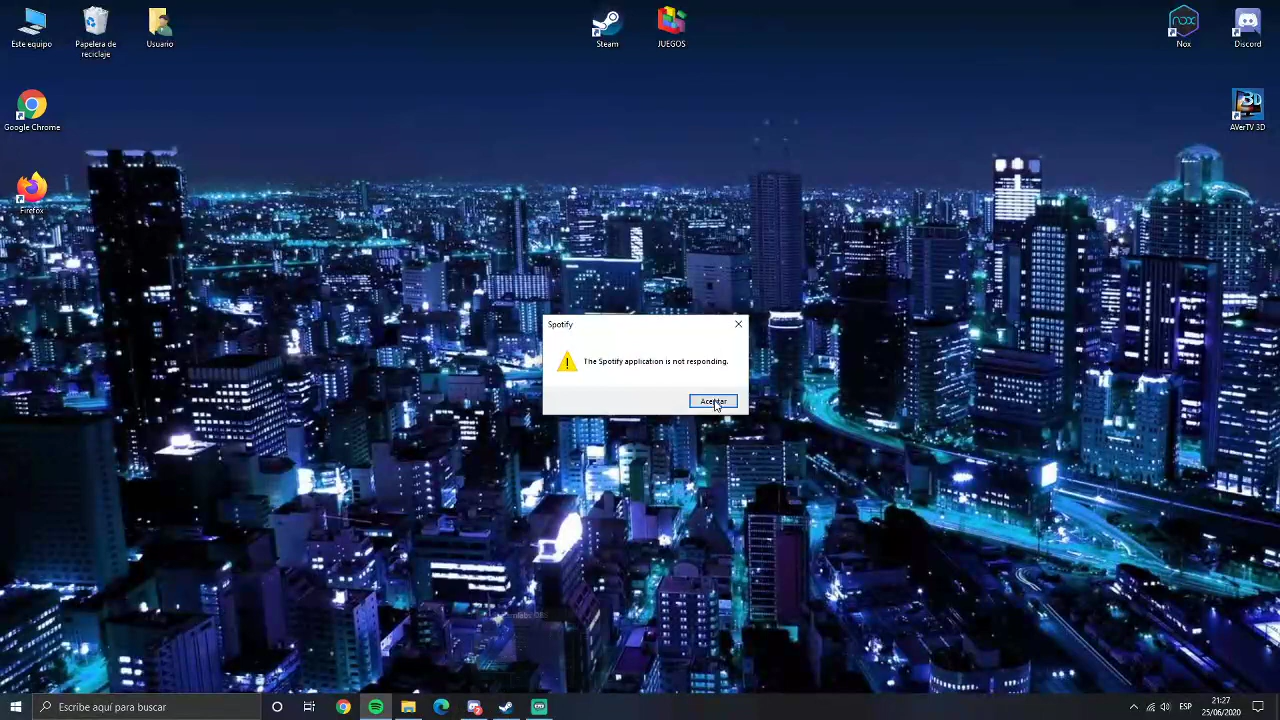 Este equipo
Papelera de
reciclaje
Usuario
Steam
JUEGOS
Nox
Discord
Google Chrome
AVerTV 3D
Firefox
Spotify
The Spotify application is not responding.
Aceptar
Escribe aquí para buscar
ESP
21:27
25/06/2020